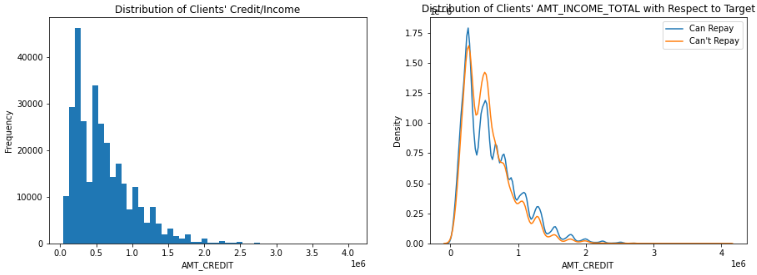 Distribution of Clients' Credit/Income
Frequency
40000
30000
20000
10000
0
0.0 0.5 1.0 1.5 2.0 2.5 3.0 3.5 4.0
1e6
AMT_CREDIT
Distribution of Clients' AMT_INCOME_TOTAL with Respect to Target
Can Repay
Can't Repay
Density
1.75
1.50
1.25
1.00
0.75
0.50
0.25
0.00
0 1 2 3 4
1e6
AMT_CREDIT